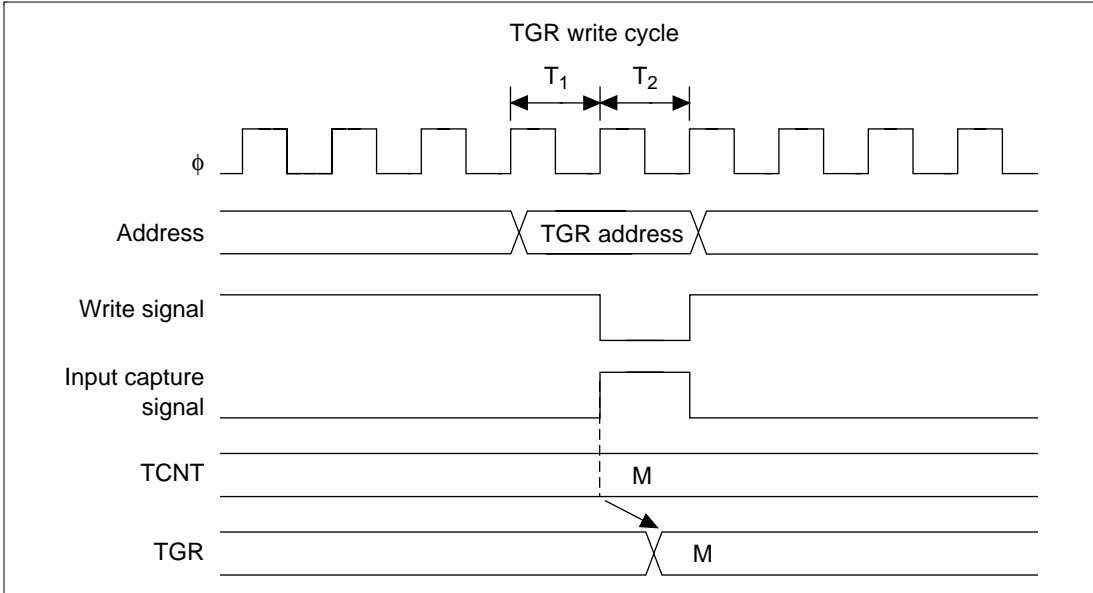 TGR write cycle
T1 T2
ϕ
Address
TGR address
Write signal
Input capture
signal
TCNT
M
TGR
M